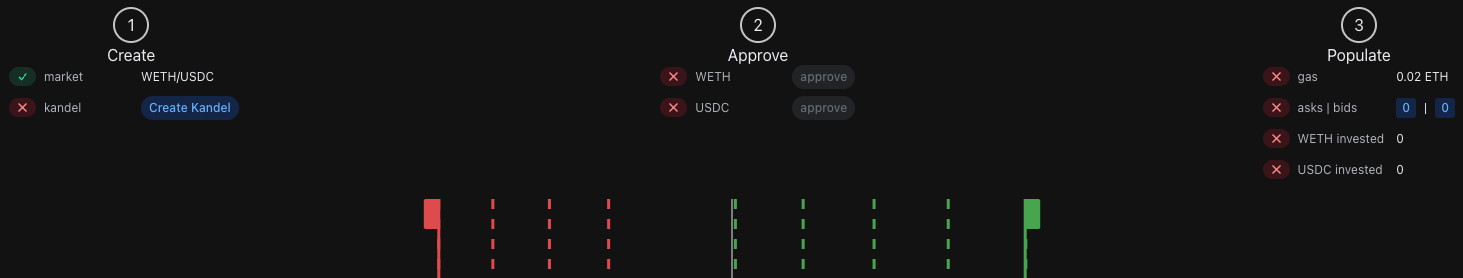 1
Create
market WETH/USDC
kandel Create Kandel
2
Approve
WETH approve
USDC approve
3
Populate
gas 0.02 ETH
asks | bids 0 | 0
WETH invested 0
USDC invested 0